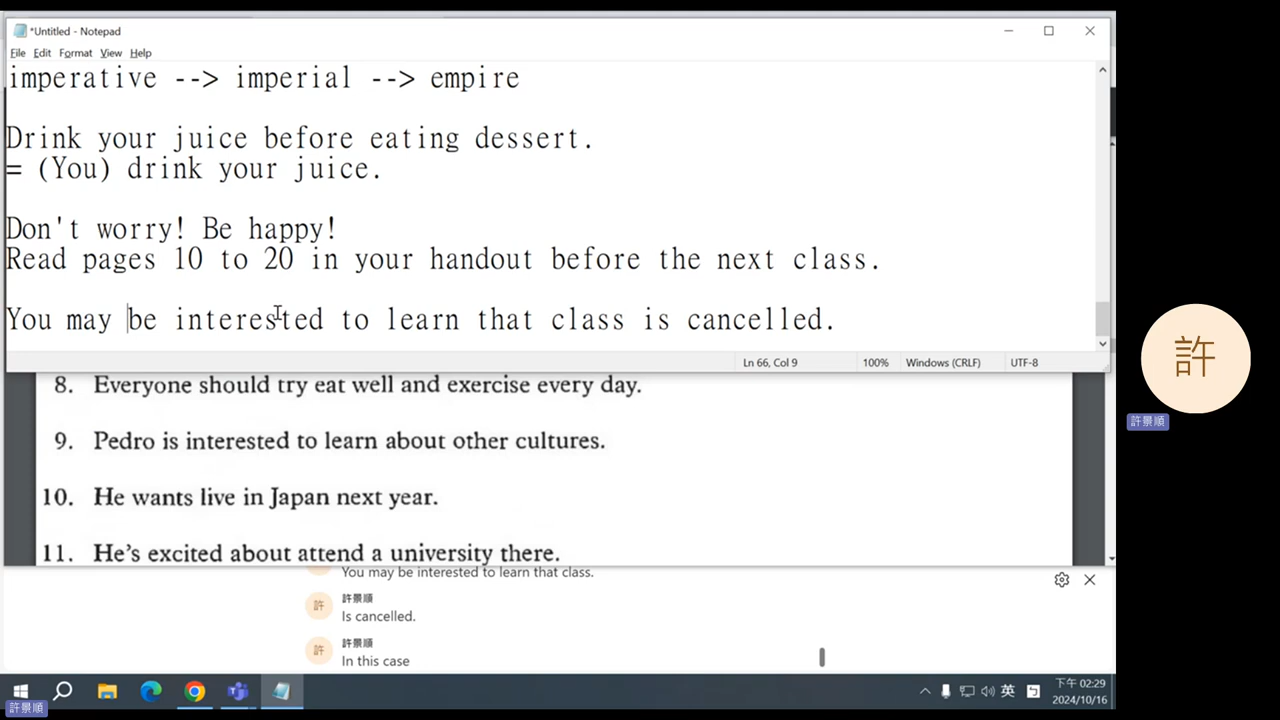 *Untitled - Notepad
File Edit Format View Help
imperative --> imperial --> empire
Drink your juice before eating dessert.
= (You) drink your juice.
Don't worry! Be happy!
Read pages 10 to 20 in your handout before the next class.
You may be interested to learn that class is cancelled.
Ln 66, Col 9 100% Windows (CRLF) UTF-8
8. Everyone should try eat well and exercise every day.
9. Pedro is interested to learn about other cultures.
10. He wants live in Japan next year.
11. He's excited about attend a university there.
You may be interested to learn that class.
許 許景順
Is cancelled.
許 許景順
In this case
許
許景順
英 ㄅ 下午 02:29
2024/10/16
許景順